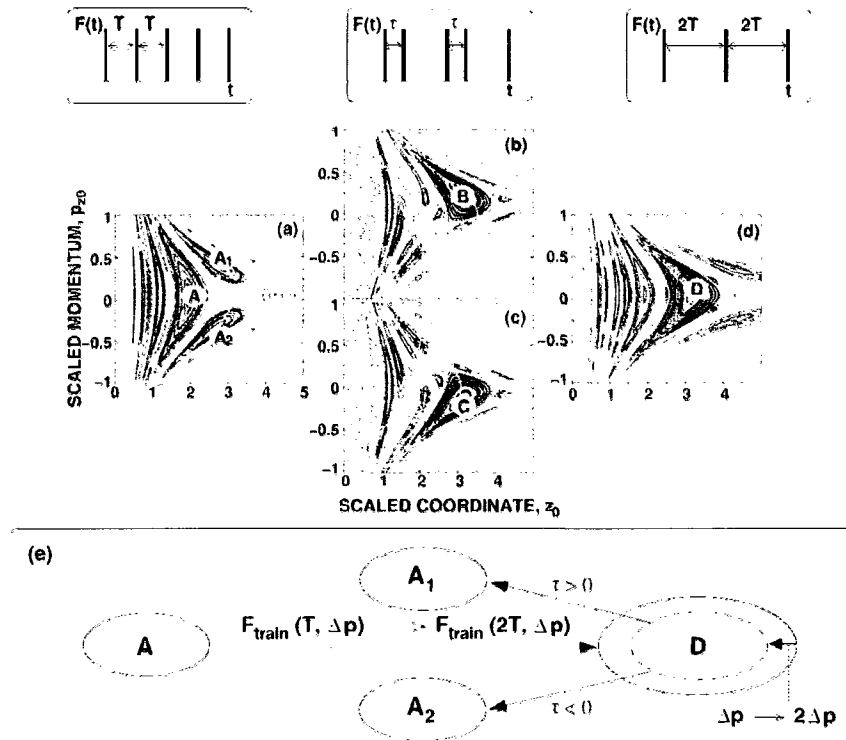 F(t) T T
t
F(t) τ τ
t
F(t) 2T 2T
t
SCALED MOMENTUM, p_z0
(a)
1
0.5
0
−0.5
−1
A₁
A
A₂
0 1 2 3 4 5
(b)
1
0.5
0
−0.5
B
(c)
1
0.5
0
−0.5
−1
C
0 1 2 3 4
SCALED COORDINATE, z₀
(d)
1
0.5
0
−0.5
−1
D
0 1 2 3 4
(e)
A₁
τ > 0
A
F_train (T, Δp) > F_train (2T, Δp)
D
A₂
τ < 0
Δp → 2Δp